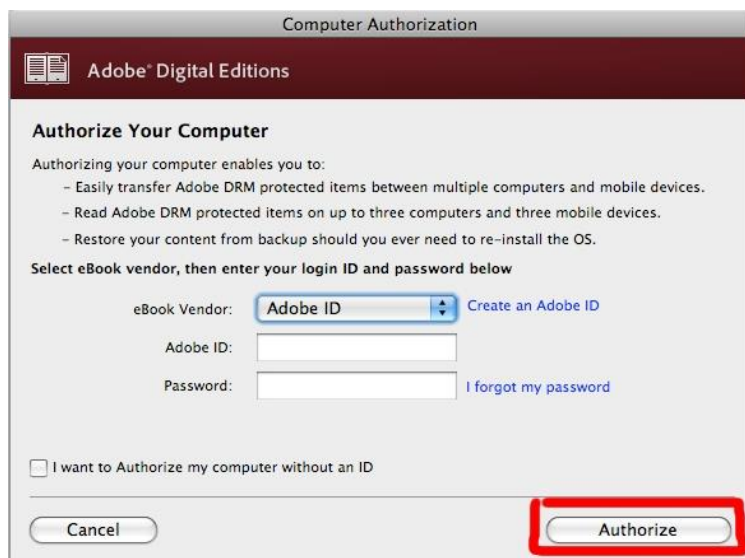 Computer Authorization
Adobe® Digital Editions
Authorize Your Computer
Authorizing your computer enables you to:
– Easily transfer Adobe DRM protected items between multiple computers and mobile devices.
– Read Adobe DRM protected items on up to three computers and three mobile devices.
– Restore your content from backup should you ever need to re-install the OS.
Select eBook vendor, then enter your login ID and password below
eBook Vendor: Adobe ID Create an Adobe ID
Adobe ID:
Password: I forgot my password
I want to Authorize my computer without an ID
Cancel Authorize